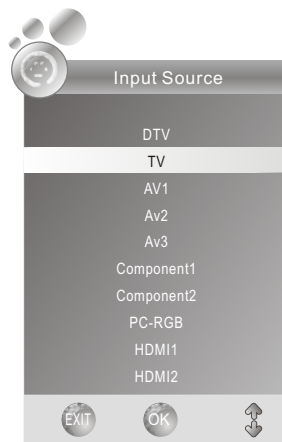 Input Source
DTV
TV
AV1
Av2
Av3
Component1
Component2
PC-RGB
HDMI1
HDMI2
EXIT OK